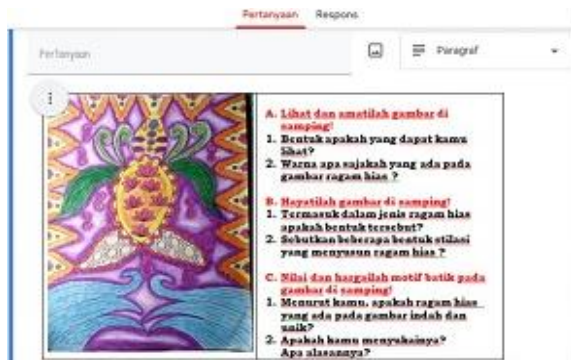 Pertanyaan Respons
Pertanyaan
Paragraf
A. Lihat dan amatilah gambar di
samping!
1. Bentuk apakah yang dapat kamu
lihat?
2. Warna apa sajakah yang ada pada
gambar ragam hias ?
B. Hayatilah gambar di samping!
1. Termasuk dalam jenis ragam hias
apakah bentuk tersebut?
2. Sebutkan beberapa bentuk stilasi
yang menyusun ragam hias ?
C. Nilai dan hargailah motif batik pada
gambar di samping!
1. Menurut kamu, apakah ragam hias
yang ada pada gambar indah dan
unik?
2. Apakah kamu menyukainya?
Apa alasannya?